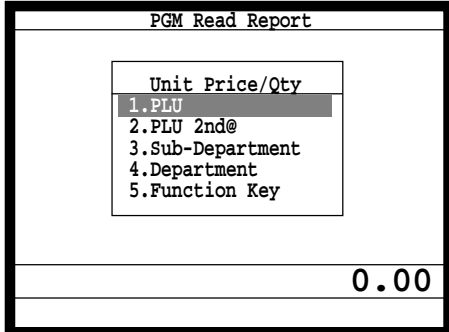 PGM Read Report
Unit Price/Qty
1.PLU
2.PLU 2nd@
3.Sub-Department
4.Department
5.Function Key
0.00